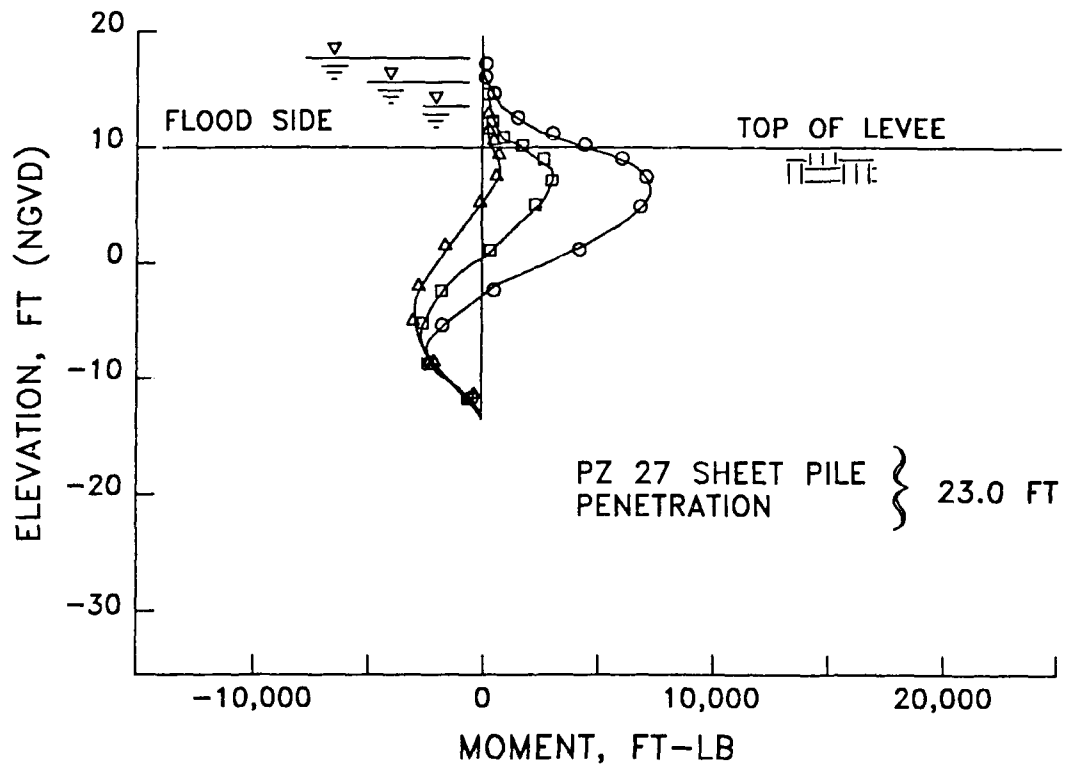 20
FLOOD SIDE
TOP OF LEVEE
10
0
-10
PZ 27 SHEET PILE
PENETRATION
23.0 FT
-20
-30
ELEVATION, FT (NGVD)
-10,000
0
10,000
20,000
MOMENT, FT-LB